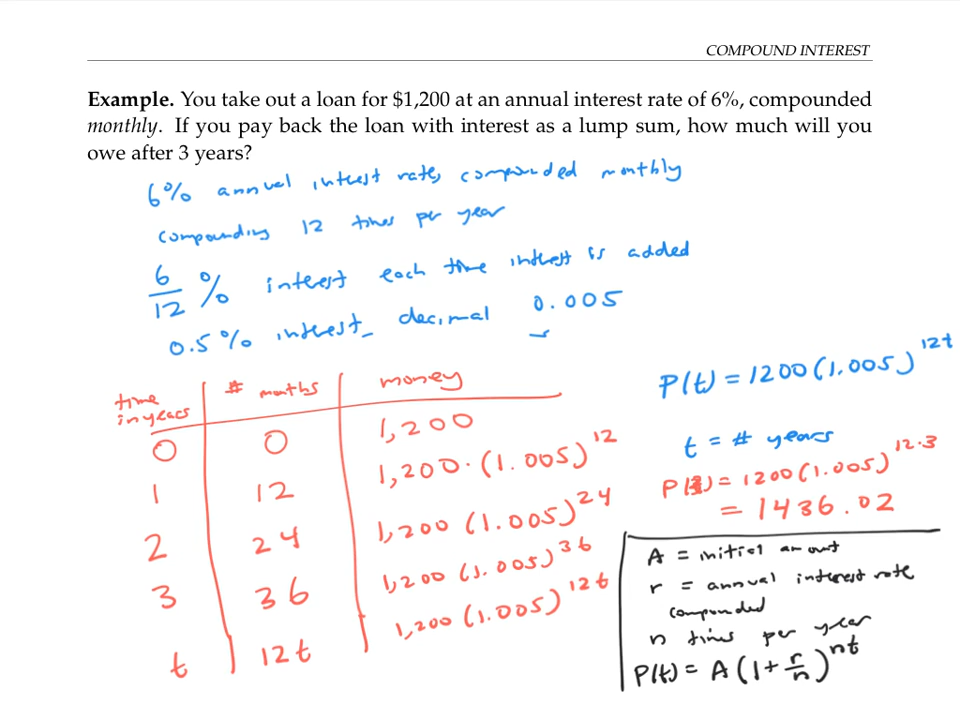 COMPOUND INTEREST
Example. You take out a loan for $1,200 at an annual interest rate of 6%, compounded
monthly. If you pay back the loan with interest as a lump sum, how much will you
owe after 3 years?
6% annual interest rate, compounded monthly
compounding 12 times per year
6/12 % interest each time interest is added
0.5% interest decimal 0.005
time in years # months money
0 0 1,200
1 12 1,200·(1.005)^12
2 24 1,200 (1.005)^24
3 36 1,200 (1.005)^36
t 12t 1,200 (1.005)^12t
P(t) = 1200(1.005)^12t
t = # years
P(3) = 1200(1.005)^12·3
= 1436.02
A = initial amount
r = annual interest rate
compounded
n times per year
P(t) = A(1+r/n)^nt